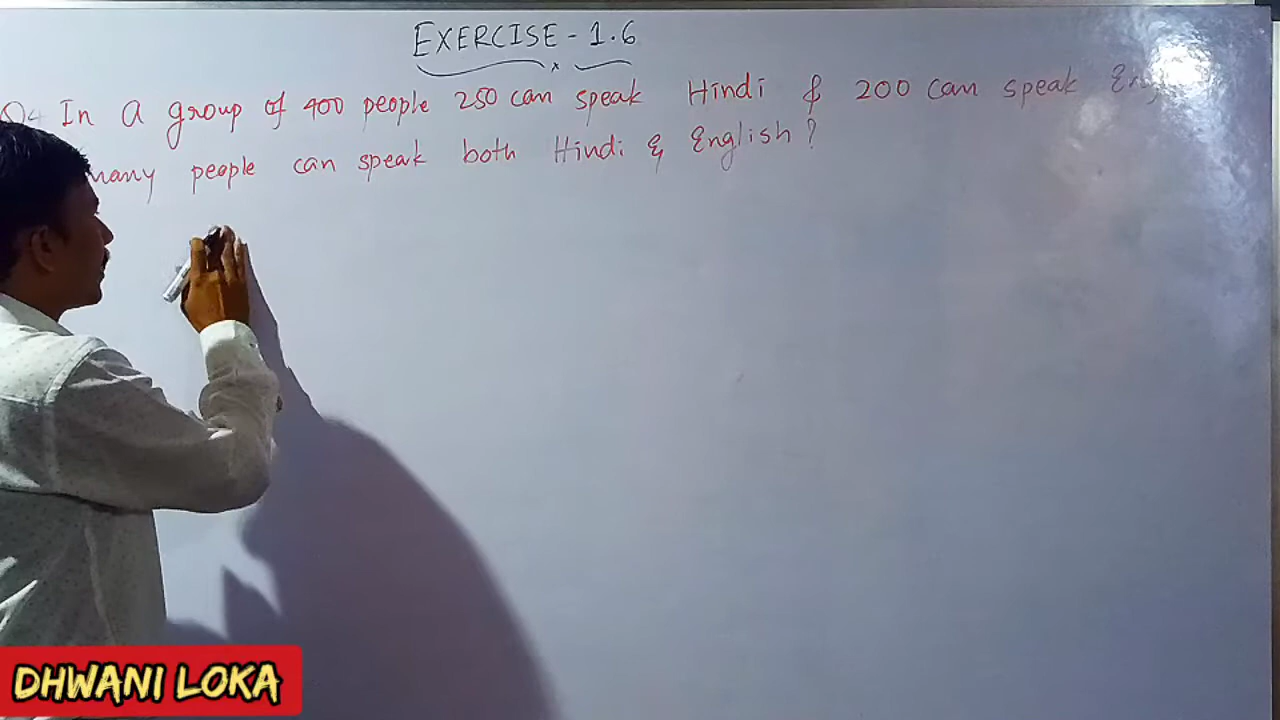 EXERCISE - 1.6
Q4 In a group of 400 people 250 can speak Hindi & 200 can speak
many people can speak both Hindi & English?
DHWANI LOKA